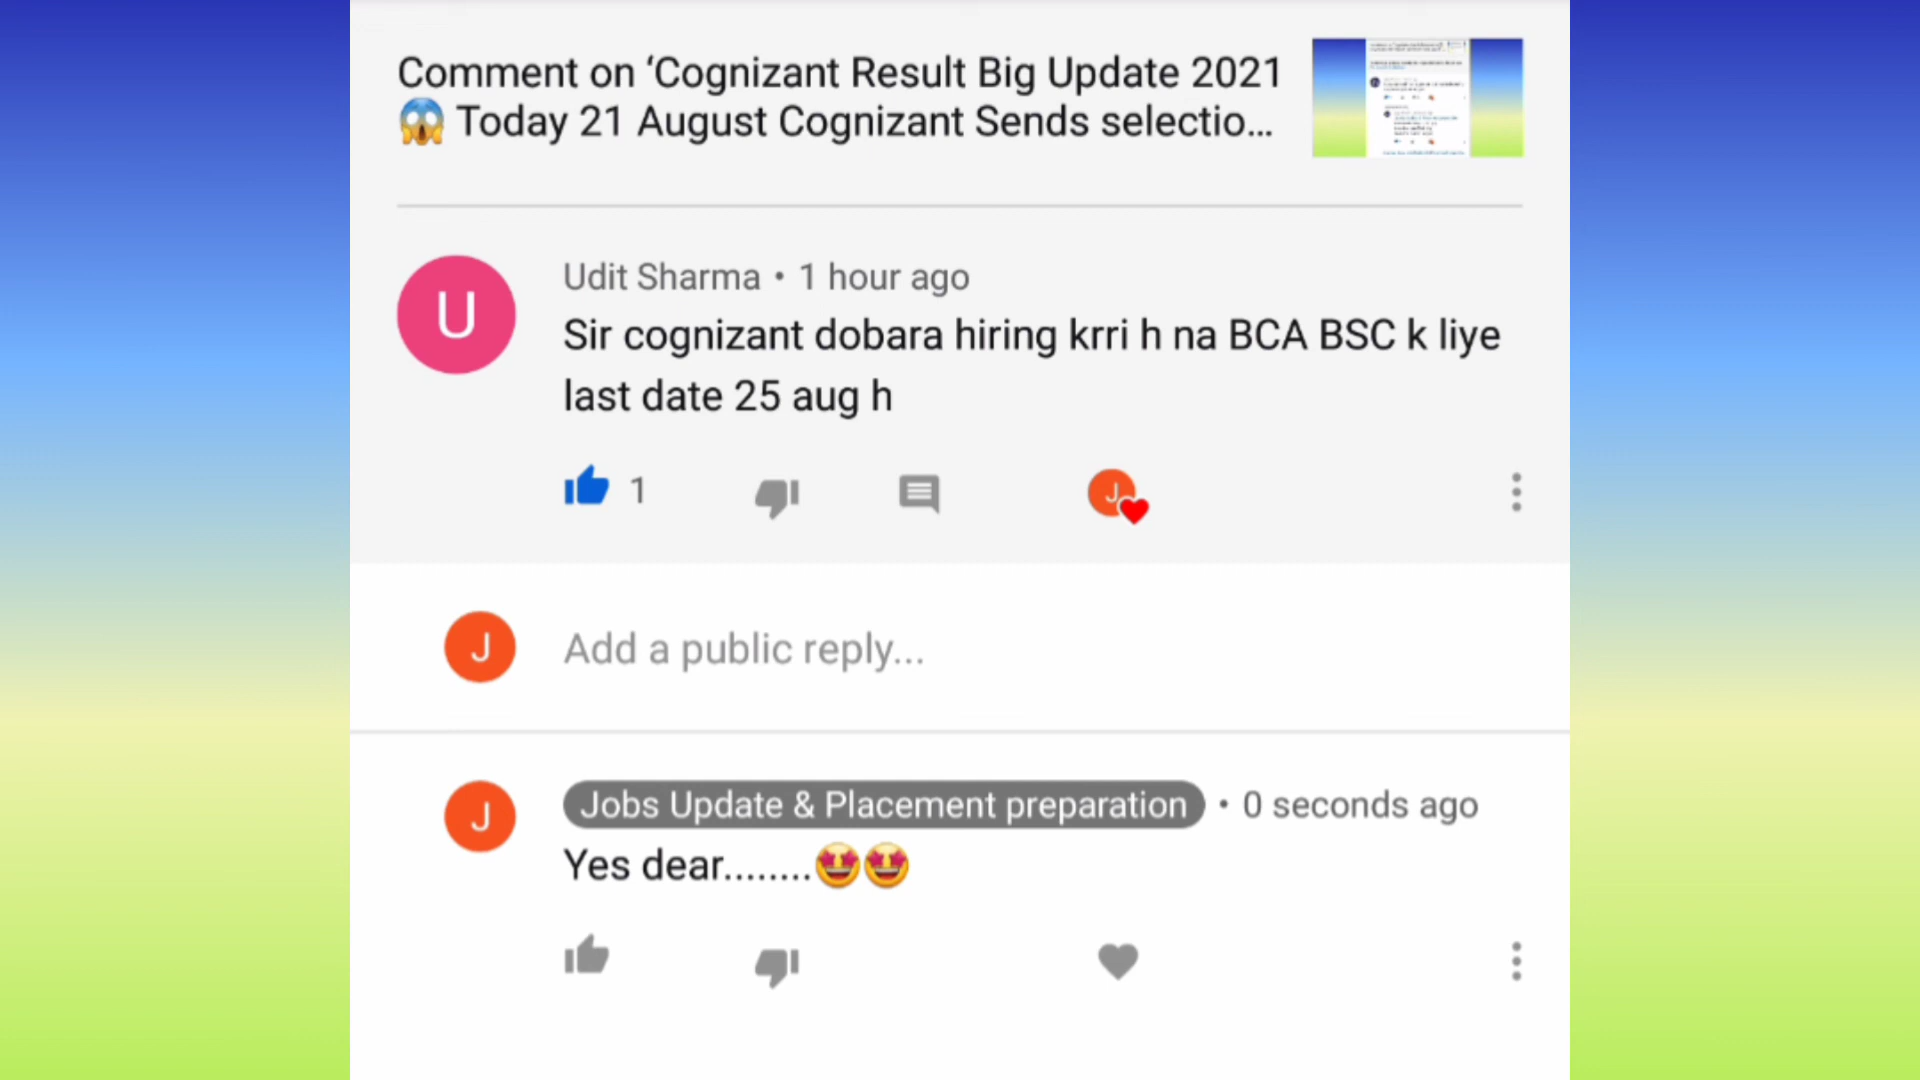 Comment on ‘Cognizant Result Big Update 2021
😱 Today 21 August Cognizant Sends selectio...
U
Udit Sharma • 1 hour ago
Sir cognizant dobara hiring krri h na BCA BSC k liye
last date 25 aug h
1
J
J
Add a public reply...
J
Jobs Update & Placement preparation • 0 seconds ago
Yes dear........🤩🤩